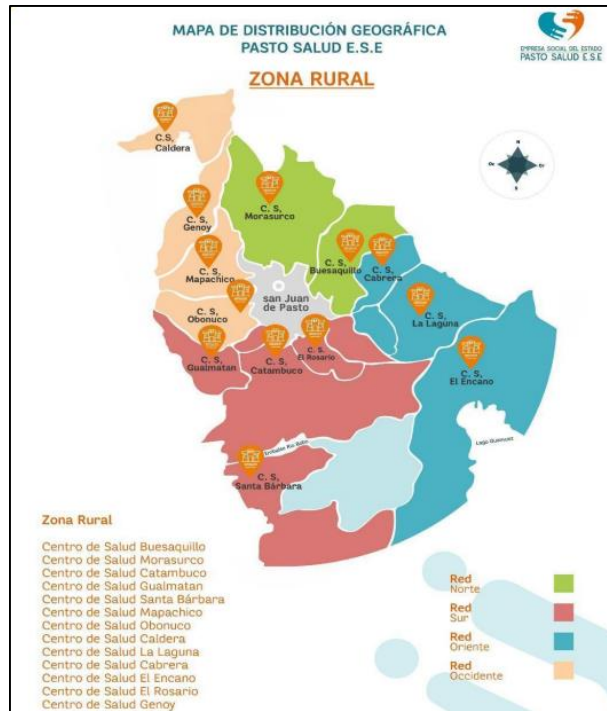 MAPA DE DISTRIBUCIÓN GEOGRÁFICA
PASTO SALUD E.S.E
EMPRESA SOCIAL DEL ESTADO
PASTO SALUD E.S.E
ZONA RURAL
C.S,
Caldera
C. S,
Genoy
C. S,
Morasurco
C. S,
Mapachico
C. S,
Buesaquillo
C. S,
Cabrera
C. S,
La Laguna
san Juan
de Pasto
C. S,
Obonuco
C. S,
Gualmatan
C. S,
Catambuco
C. S,
El Rosario
C. S,
El Encano
Lago Guamuez
C. S,
Santa Bárbara
Zona Rural
Centro de Salud Buesaquillo
Centro de Salud Morasurco
Centro de Salud Catambuco
Centro de Salud Gualmatan
Centro de Salud Santa Bárbara
Centro de Salud Mapachico
Centro de Salud Obonuco
Centro de Salud Caldera
Centro de Salud La Laguna
Centro de Salud Cabrera
Centro de Salud El Encano
Centro de Salud El Rosario
Centro de Salud Genoy
Red
Norte
Red
Sur
Red
Oriente
Red
Occidente